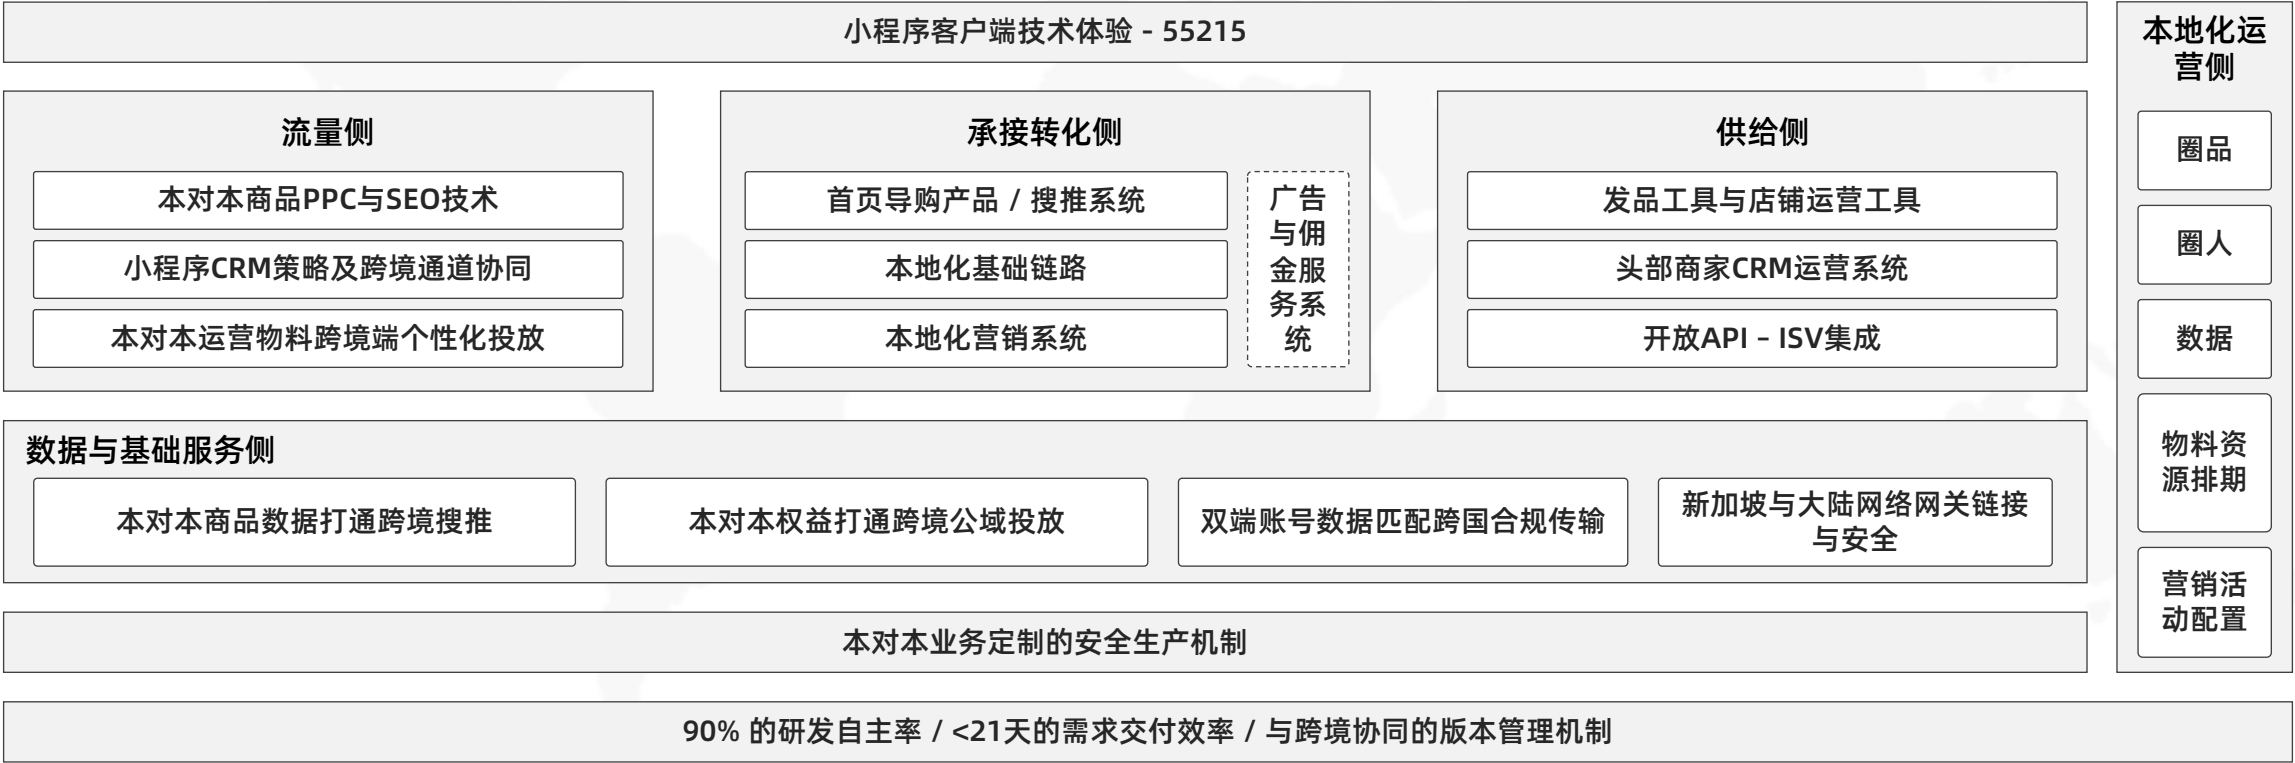 小程序客户端技术体验 - 55215
流量侧
本对本商品PPC与SEO技术
小程序CRM策略及跨境通道协同
本对本运营物料跨境端个性化投放
承接转化侧
首页导购产品 / 搜推系统
本地化基础链路
本地化营销系统
广告
与佣
金服
务系
统
供给侧
发品工具与店铺运营工具
头部商家CRM运营系统
开放API – ISV集成
数据与基础服务侧
本对本商品数据打通跨境搜推
本对本权益打通跨境公域投放
双端账号数据匹配跨国合规传输
新加坡与大陆网络网关链接
与安全
本对本业务定制的安全生产机制
本地化运
营侧
圈品
圈人
数据
物料资
源排期
营销活
动配置
90% 的研发自主率 / <21天的需求交付效率 / 与跨境协同的版本管理机制